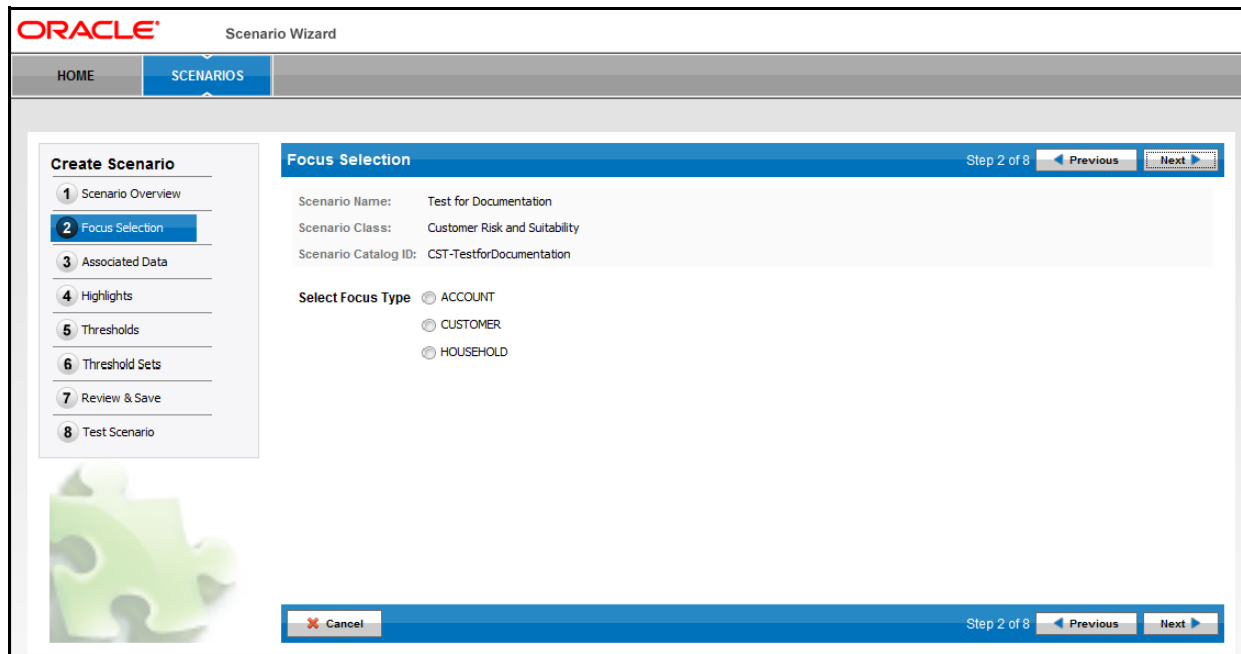 ORACLE Scenario Wizard
HOME SCENARIOS
Create Scenario
1 Scenario Overview
2 Focus Selection
3 Associated Data
4 Highlights
5 Thresholds
6 Threshold Sets
7 Review & Save
8 Test Scenario
Focus Selection Step 2 of 8 Previous Next
Scenario Name: Test for Documentation
Scenario Class: Customer Risk and Suitability
Scenario Catalog ID: CST-TestforDocumentation
Select Focus Type ACCOUNT
CUSTOMER
HOUSEHOLD
Cancel Step 2 of 8 Previous Next